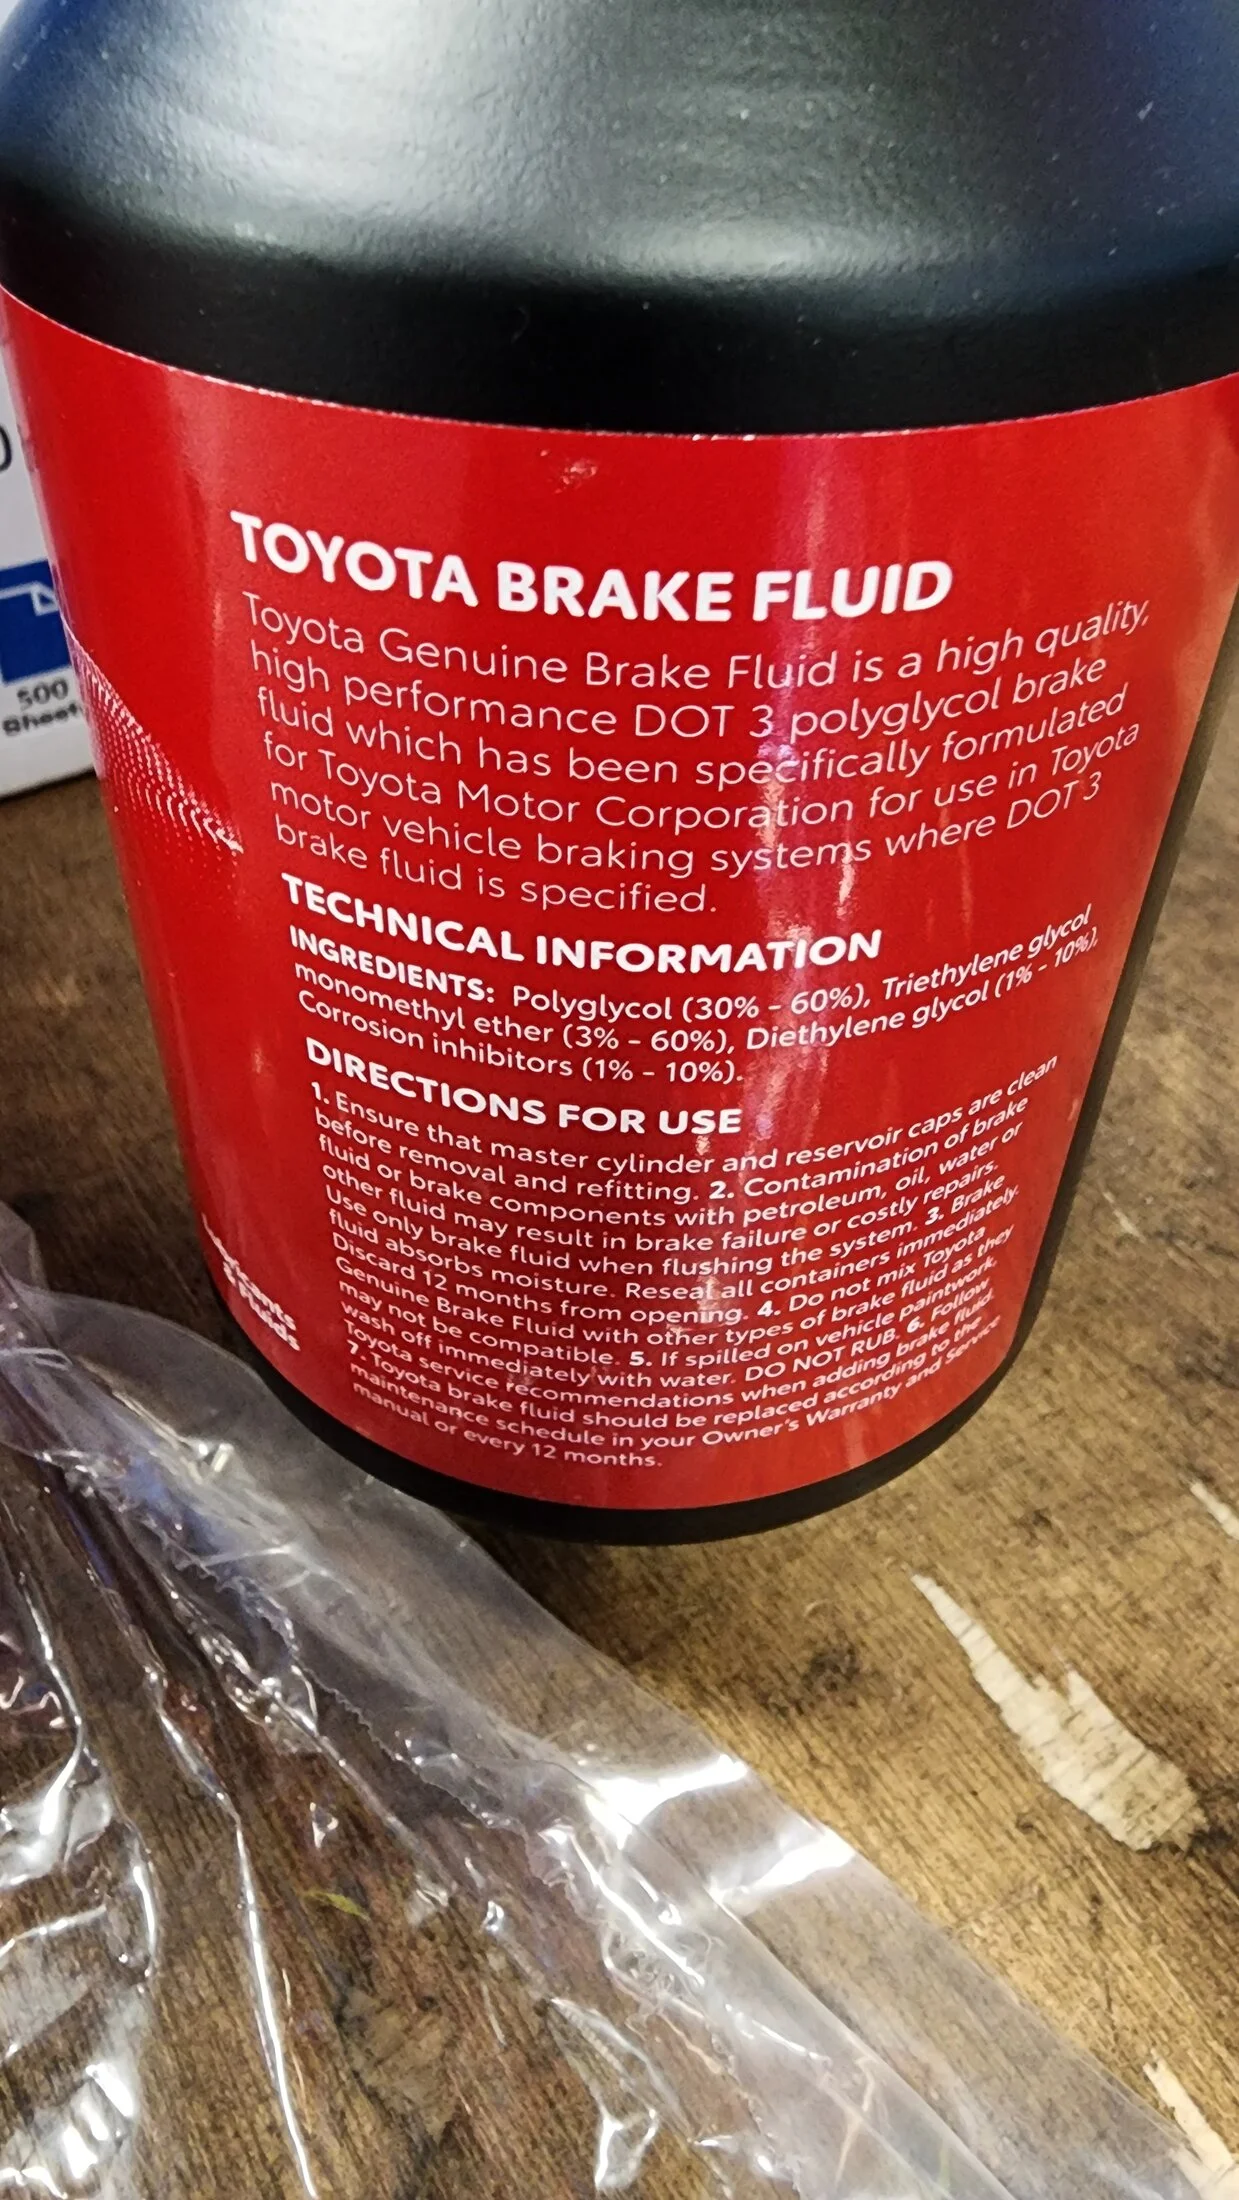 TOYOTA BRAKE FLUID
Toyota Genuine Brake Fluid is a high quality,
high performance DOT 3 polyglycol brake
fluid which has been specifically formulated
for Toyota Motor Corporation for use in Toyota
motor vehicle braking systems where DOT 3
brake fluid is specified.
TECHNICAL INFORMATION
INGREDIENTS: Polyglycol (30% - 60%), Triethylene glycol
monomethyl ether (3% - 60%), Diethylene glycol (1% - 10%),
Corrosion inhibitors (1% - 10%).
DIRECTIONS FOR USE
1. Ensure that master cylinder and reservoir caps are clean
before removal and refitting. 2. Contamination of brake
fluid or brake components with petroleum, oil, water or
other fluid may result in brake failure or costly repairs.
Use only brake fluid when flushing the system. 3. Brake
fluid absorbs moisture. Reseal all containers immediately.
Discard 12 months from opening. 4. Do not mix Toyota
Genuine Brake Fluid with other types of brake fluid as they
may not be compatible. 5. If spilled on vehicle paintwork,
wash off immediately with water. DO NOT RUB. 6. Follow
Toyota service recommendations when adding brake fluid.
7. Toyota brake fluid should be replaced according to the
maintenance schedule in your Owner's Warranty and Service
manual or every 12 months.
& Fluids
500
Sheet